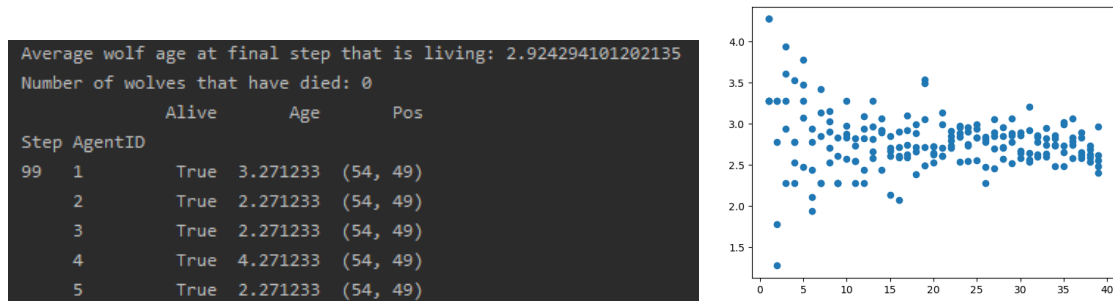 Average wolf age at final step that is living: 2.924294101202135
Number of wolves that have died: 0
Alive Age Pos
Step AgentID
99 1 True 3.271233 (54, 49)
2 True 2.271233 (54, 49)
3 True 2.271233 (54, 49)
4 True 4.271233 (54, 49)
5 True 2.271233 (54, 49)
4.0
3.5
3.0
2.5
2.0
1.5
0 5 10 15 20 25 30 35 40